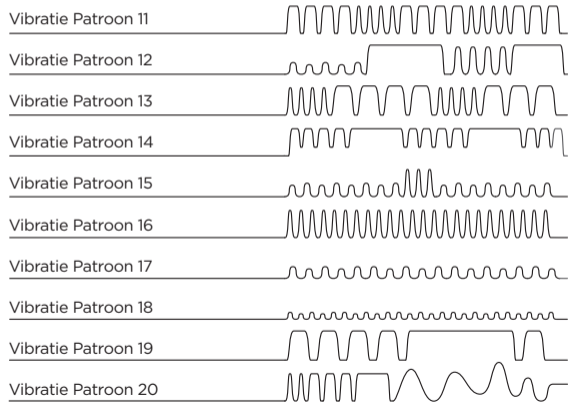 Vibratie Patroon 11
Vibratie Patroon 12
Vibratie Patroon 13
Vibratie Patroon 14
Vibratie Patroon 15
Vibratie Patroon 16
Vibratie Patroon 17
Vibratie Patroon 18
Vibratie Patroon 19
Vibratie Patroon 20